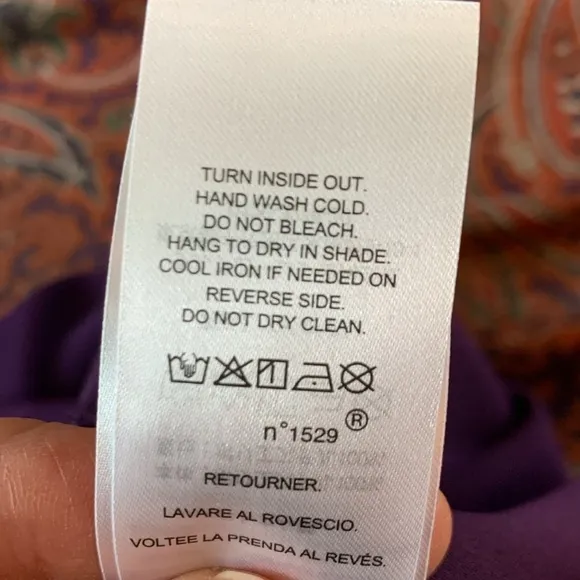 TURN INSIDE OUT.
HAND WASH COLD.
DO NOT BLEACH.
HANG TO DRY IN SHADE.
COOL IRON IF NEEDED ON
REVERSE SIDE.
DO NOT DRY CLEAN.
n°1529 ®
RETOURNER.
LAVARE AL ROVESCIO.
VOLTEE LA PRENDA AL REVÉS.